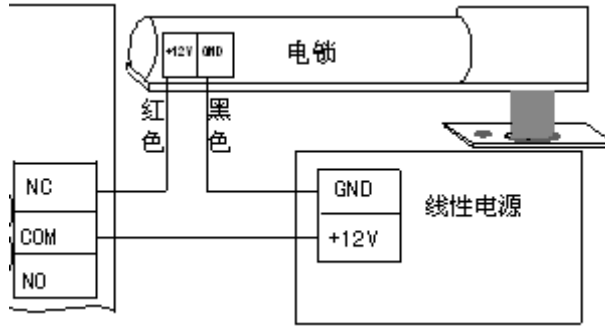 +12V GND 电锁
红色
黑色
NC
COM
NO
GND
+12V
线性电源